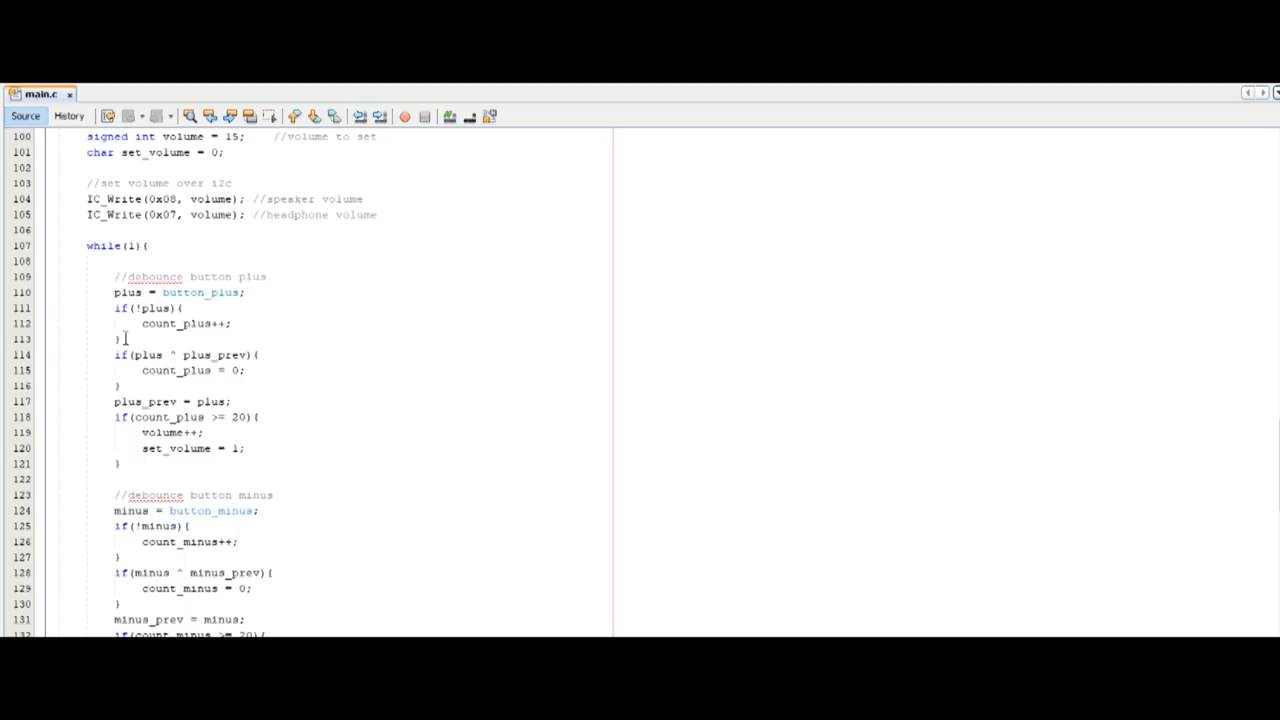 main.c x
Source History
100 signed int volume = 15; //volume to set
101 char set_volume = 0;
102
103 //set volume over i2c
104 IC_Write(0x08, volume); //speaker volume
105 IC_Write(0x07, volume); //headphone volume
106
107 while(1){
108
109 //debounce button plus
110 plus = button_plus;
111 if(!plus){
112 count_plus++;
113 }
114 if(plus ^ plus_prev){
115 count_plus = 0;
116 }
117 plus_prev = plus;
118 if(count_plus >= 20){
119 volume++;
120 set_volume = 1;
121 }
122
123 //debounce button minus
124 minus = button_minus;
125 if(!minus){
126 count_minus++;
127 }
128 if(minus ^ minus_prev){
129 count_minus = 0;
130 }
131 minus_prev = minus;
132 if(count_minus >= 20){